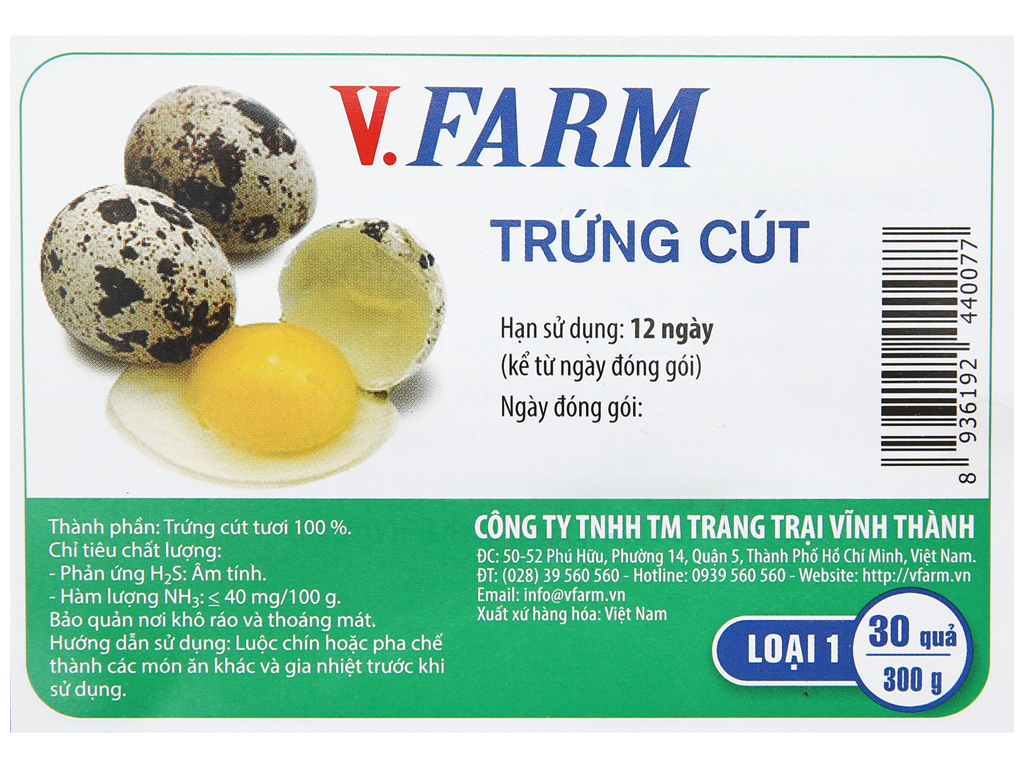 V.FARM
TRỨNG CÚT
Hạn sử dụng: 12 ngày
(kể từ ngày đóng gói)
Ngày đóng gói:
8 936192 440077
Thành phần: Trứng cút tươi 100 %.
Chỉ tiêu chất lượng:
- Phản ứng H₂S: Âm tính.
- Hàm lượng NH₃: ≤ 40 mg/100 g.
Bảo quản nơi khô ráo và thoáng mát.
Hướng dẫn sử dụng: Luộc chín hoặc pha chế
thành các món ăn khác và gia nhiệt trước khi
sử dụng.
CÔNG TY TNHH TM TRANG TRẠI VĨNH THÀNH
ĐC: 50-52 Phú Hữu, Phường 14, Quận 5, Thành Phố Hồ Chí Minh, Việt Nam.
ĐT: (028) 39 560 560 - Hotline: 0939 560 560 - Website: http://vfarm.vn
Email: info@vfarm.vn
Xuất xứ hàng hóa: Việt Nam
LOẠI 1
30 quả
300 g